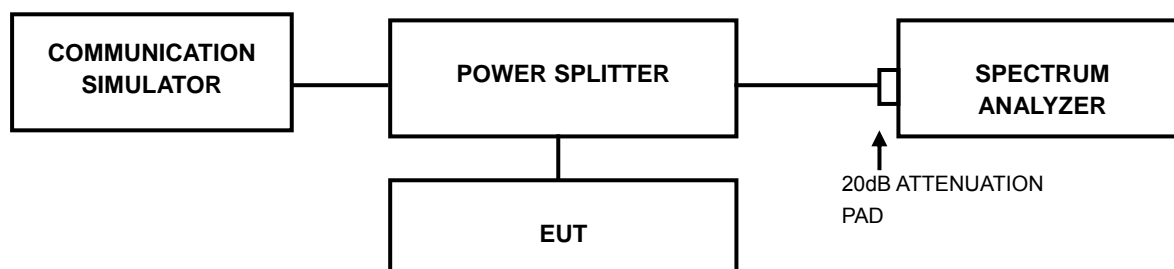 COMMUNICATION
SIMULATOR
POWER SPLITTER
SPECTRUM
ANALYZER
20dB ATTENUATION
PAD
EUT